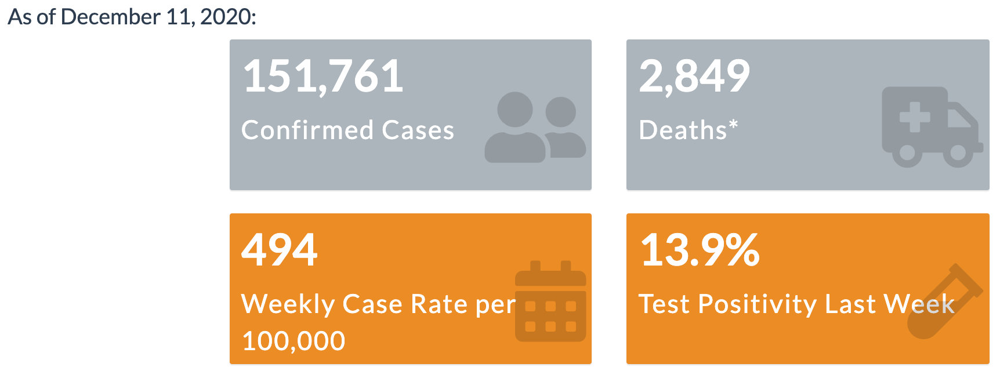 As of December 11, 2020:
151,761
Confirmed Cases
2,849
Deaths*
494
Weekly Case Rate per
100,000
13.9%
Test Positivity Last Week